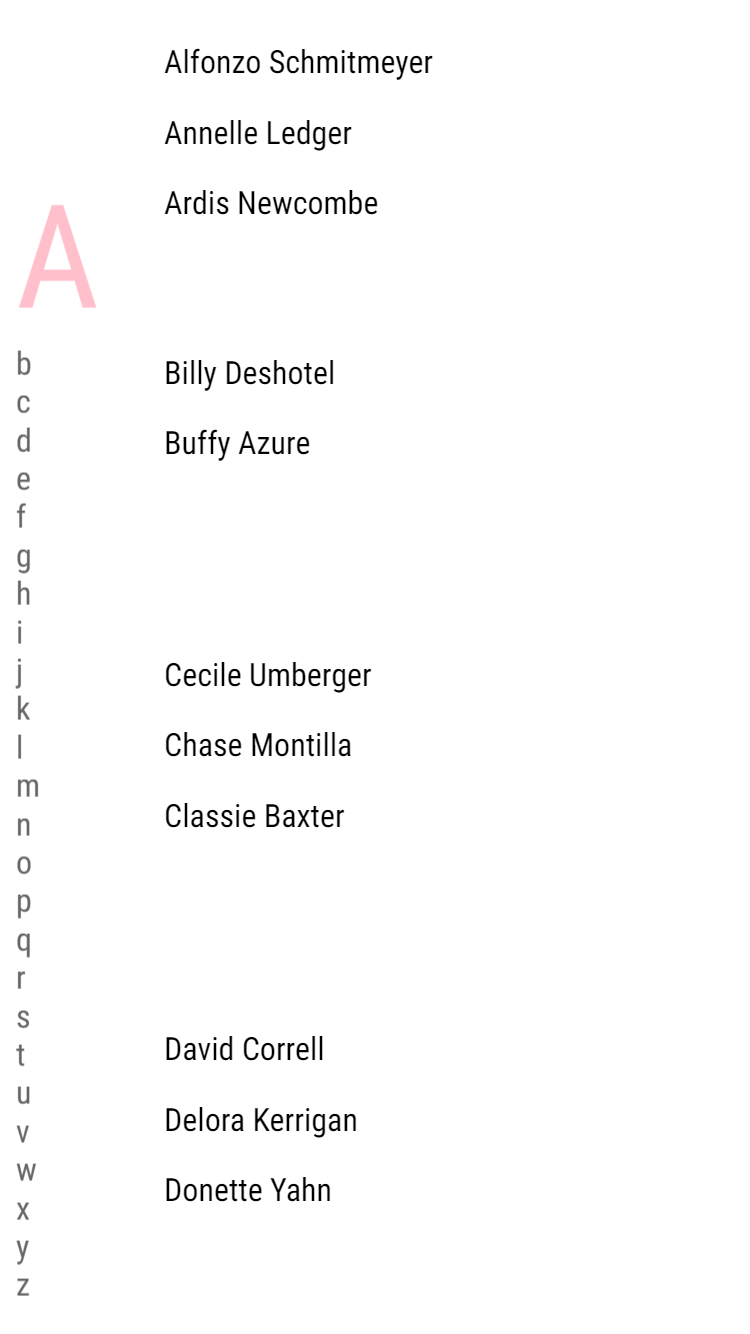 Alfonzo Schmitmeyer
Annelle Ledger
Ardis Newcombe
A
b
Billy Deshotel
c
d
Buffy Azure
e
f
g
h
i
j
Cecile Umberger
k
l
Chase Montilla
m
n
Classie Baxter
o
p
q
r
s
t
David Correll
u
v
Delora Kerrigan
w
x
Donette Yahn
y
z